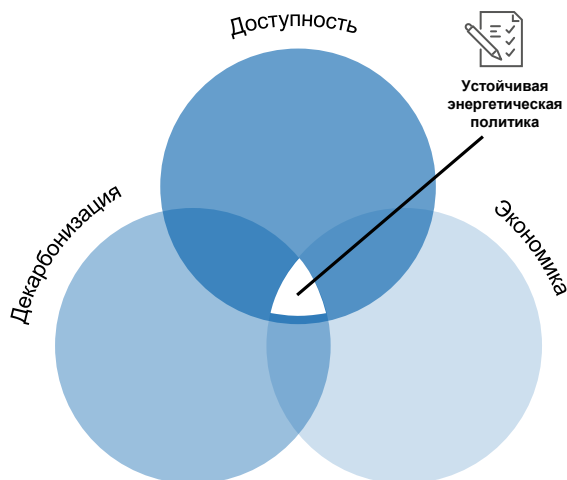 Доступность
Устойчивая
энергетическая
политика
Декарбонизация
Экономика